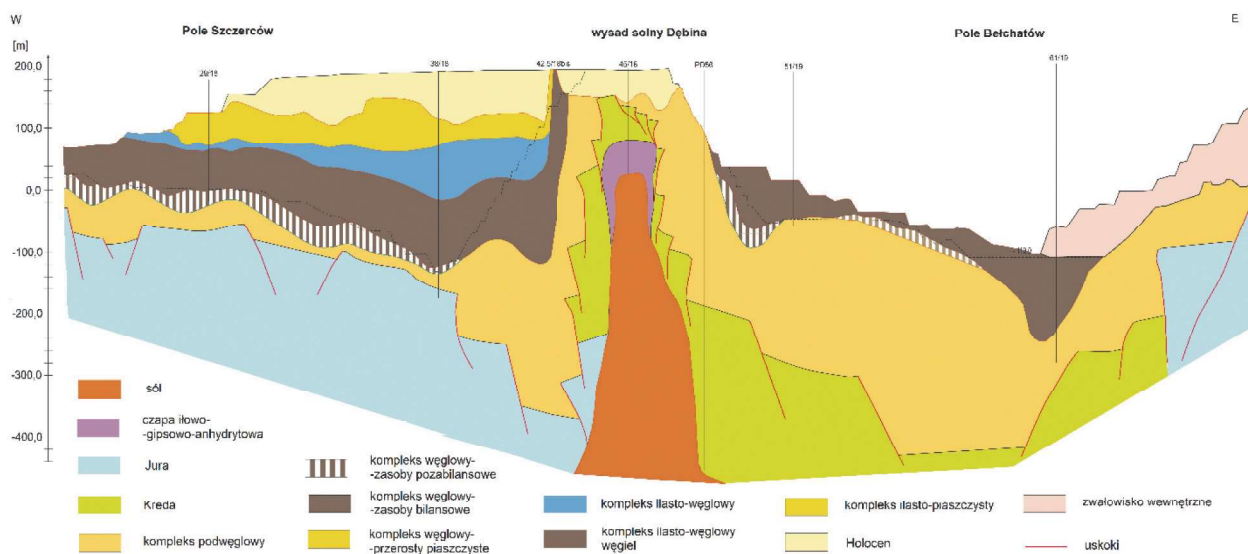 W
E
Pole Szczerców
wysad solny Dębina
Pole Bełchatów
[m]
200,0
100,0
0,0
-100,0
-200,0
-300,0
-400,0
29/18
38/18
45/18
51/19
61/19
sól
czapa iłowo-
-gipsowo-anhydrytowa
Jura
Kreda
kompleks podwęglowy
kompleks węglowy-
-zasoby pozabilansowe
kompleks węglowy-
-zasoby bilansowe
kompleks węglowy-
-przerosty piaszczyste
kompleks ilasto-węglowy
kompleks ilasto-węglowy
węgiel
kompleks ilasto-piaszczysty
Holocen
zwałowisko wewnętrzne
uskoki